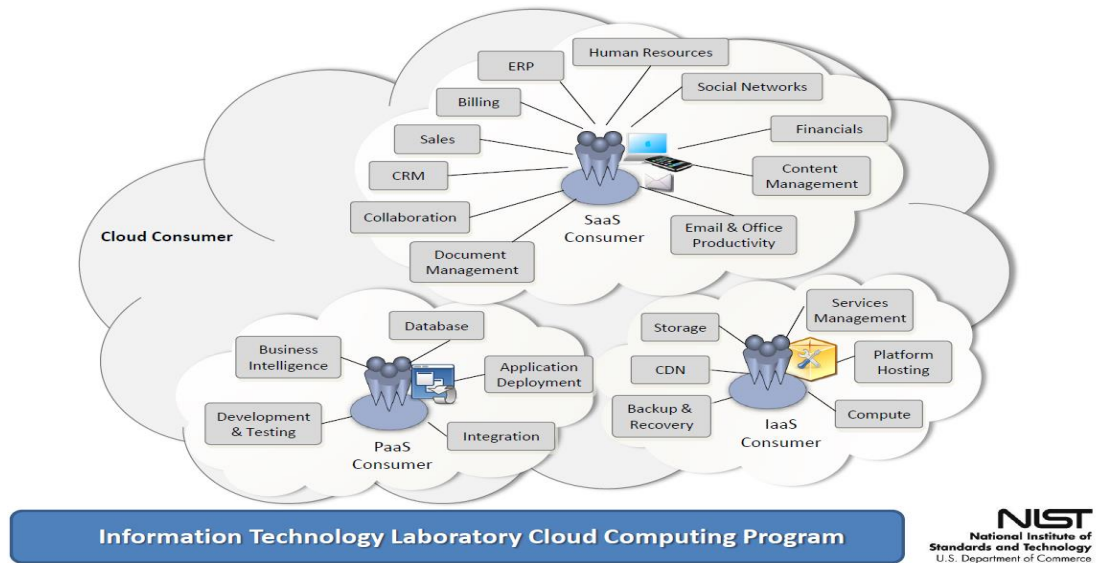 Human Resources
ERP
Social Networks
Billing
Financials
Sales
Content
Management
CRM
Collaboration
SaaS
Consumer
Email & Office
Productivity
Cloud Consumer
Document
Management
Database
Business
Intelligence
Application
Deployment
Development
& Testing
Integration
PaaS
Consumer
Services
Management
Storage
Platform
Hosting
CDN
Backup &
Recovery
Compute
IaaS
Consumer
Information Technology Laboratory Cloud Computing Program
NIST
National Institute of
Standards and Technology
U.S. Department of Commerce